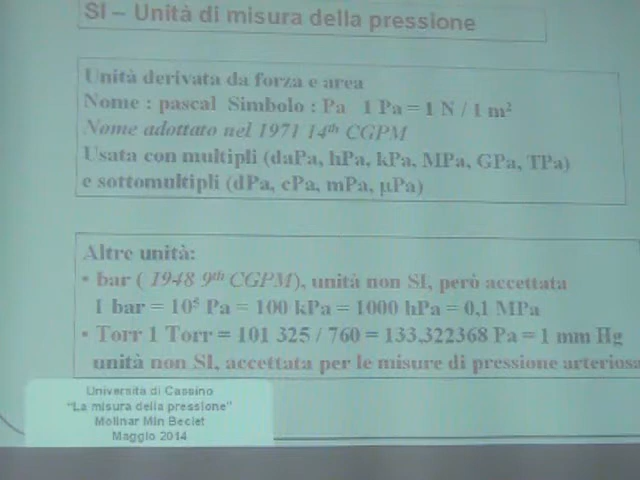 SI – Unità di misura della pressione
Unità derivata da forza e area
Nome : pascal Simbolo : Pa 1 Pa = 1 N / 1 m²
Nome adottato nel 1971 14th CGPM
Usata con multipli (daPa, hPa, kPa, MPa, GPa, TPa)
e sottomultipli (dPa, cPa, mPa, µPa)
Altre unità:
• bar ( 1948 9th CGPM), unità non SI, però accettata
1 bar = 10⁵ Pa = 100 kPa = 1000 hPa = 0,1 MPa
• Torr 1 Torr = 101 325 / 760 = 133,322368 Pa = 1 mm Hg
unità non SI, accettata per le misure di pressione arteriosa
Università di Cassino
"La misura della pressione"
Molinar Min Beciet
Maggio 2014